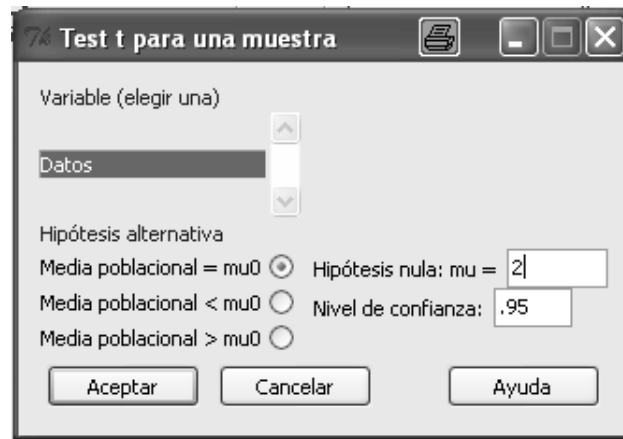 Test t para una muestra
Variable (elegir una)
Datos
Hipótesis alternativa
Media poblacional = mu0
Hipótesis nula: mu = 2
Media poblacional < mu0
Nivel de confianza: .95
Media poblacional > mu0
Aceptar
Cancelar
Ayuda